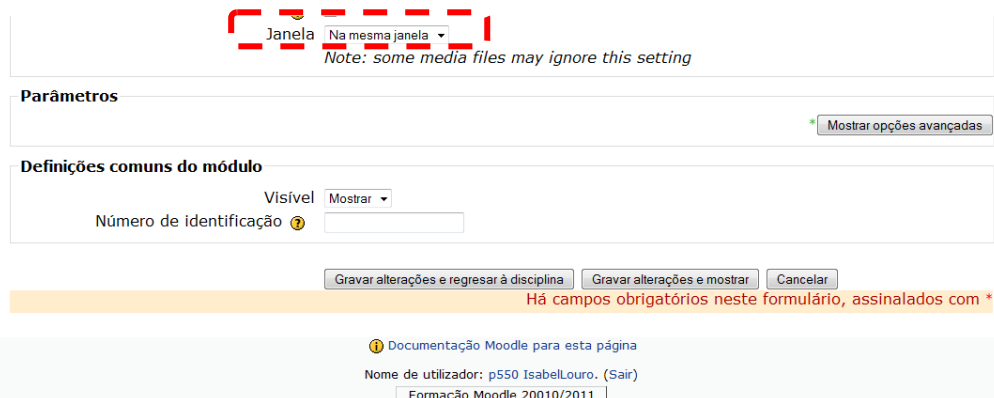 Janela Na mesma janela
Note: some media files may ignore this setting
Parâmetros
* Mostrar opções avançadas
Definições comuns do módulo
Visível Mostrar
Número de identificação
Gravar alterações e regresar à disciplina Gravar alterações e mostrar Cancelar
Há campos obrigatórios neste formulário, assinalados com *
Documentação Moodle para esta página
Nome de utilizador: p550 IsabelLouro. (Sair)
Formação Moodle 20010/2011